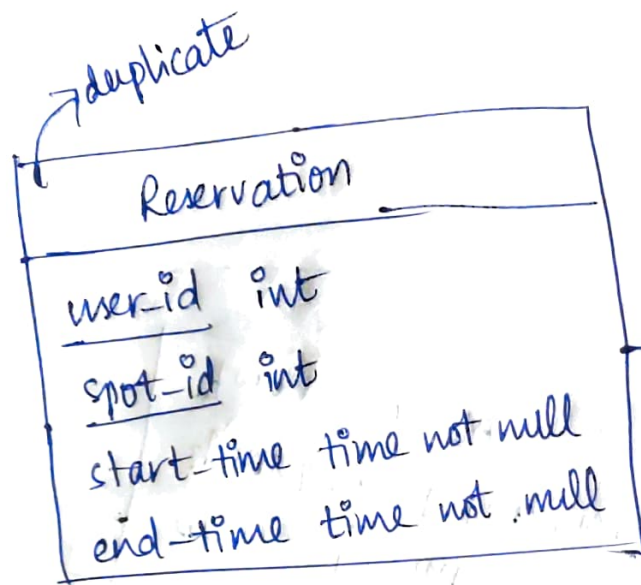 duplicate
Reservation
user_id int
spot_id int
start_time time not null
end_time time not null